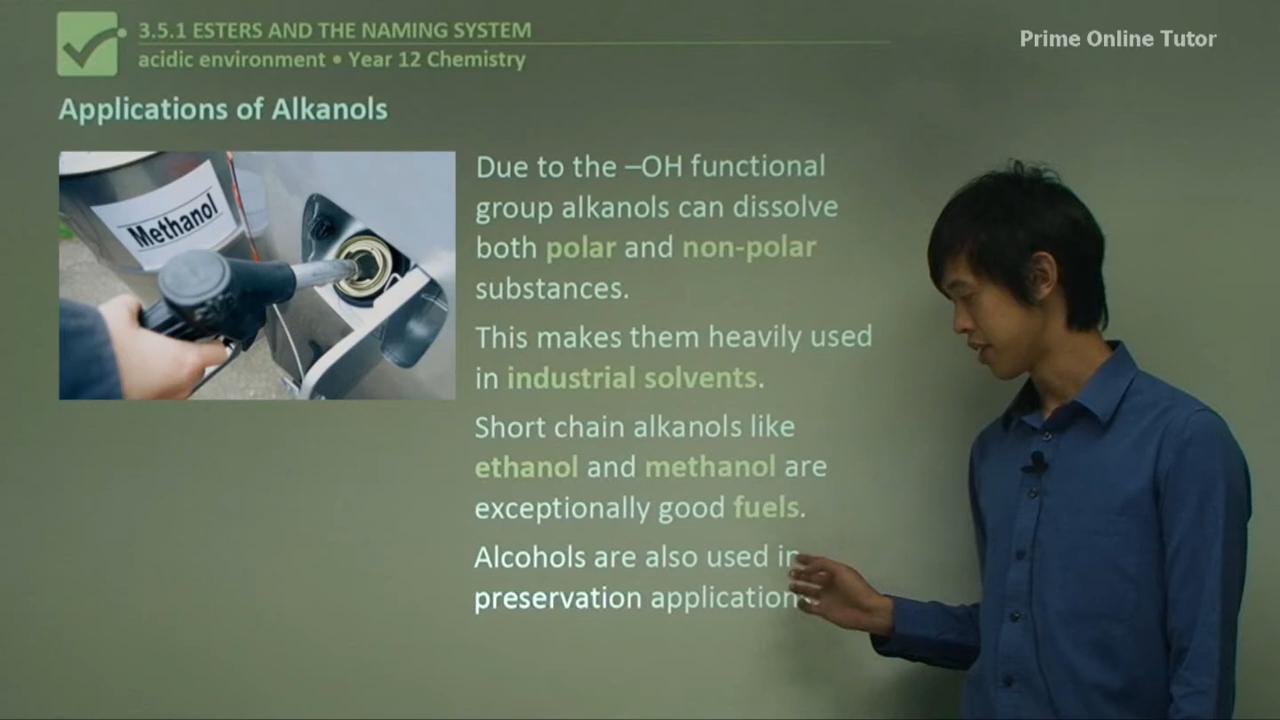 3.5.1 ESTERS AND THE NAMING SYSTEM
acidic environment • Year 12 Chemistry
Prime Online Tutor
Applications of Alkanols
Methanol
Due to the –OH functional
group alkanols can dissolve
both polar and non-polar
substances.
This makes them heavily used
in industrial solvents.
Short chain alkanols like
ethanol and methanol are
exceptionally good fuels.
Alcohols are also used in
preservation application